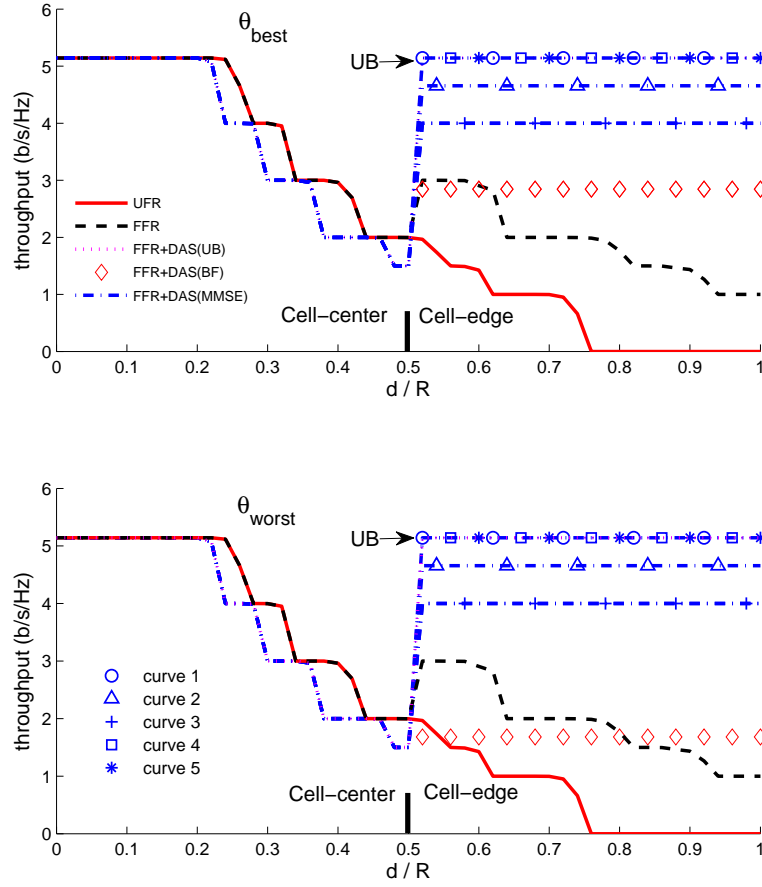 θbest
6
5
4
3
2
1
0
throughput (b/s/Hz)
UB
UFR
FFR
FFR+DAS(UB)
FFR+DAS(BF)
FFR+DAS(MMSE)
Cell−center
Cell−edge
0 0.1 0.2 0.3 0.4 0.5 0.6 0.7 0.8 0.9 1
d / R
θworst
6
5
4
3
2
1
0
throughput (b/s/Hz)
UB
curve 1
curve 2
curve 3
curve 4
curve 5
Cell−center
Cell−edge
0 0.1 0.2 0.3 0.4 0.5 0.6 0.7 0.8 0.9 1
d / R